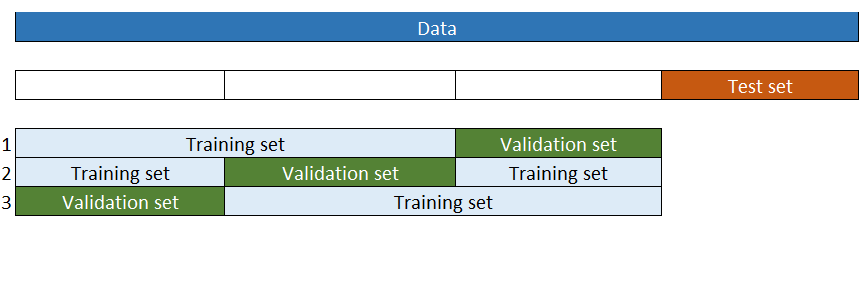 Data
Test set
1 Training set Validation set
2 Training set Validation set Training set
3 Validation set Training set